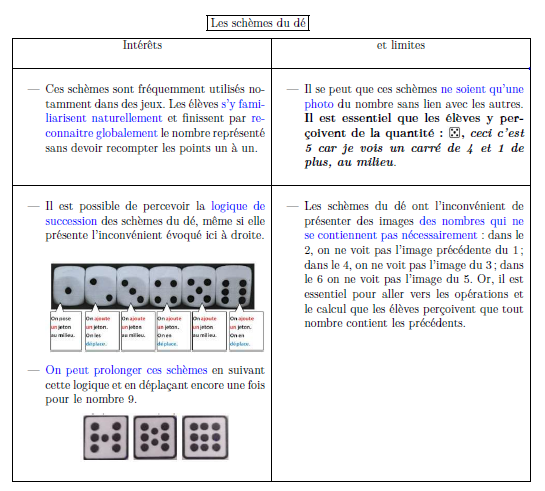 Les schèmes du dé
Intérêts
et limites
— Ces schèmes sont fréquemment utilisés no-
tamment dans des jeux. Les élèves s'y fami-
liarisent naturellement et finissent par re-
connaitre globalement le nombre représenté
sans devoir recompter les points un à un.
— Il se peut que ces schèmes ne soient qu'une
photo du nombre sans lien avec les autres.
Il est essentiel que les élèves y per-
çoivent de la quantité : ⚄, ceci c'est
5 car je vois un carré de 4 et 1 de
plus, au milieu.
— Il est possible de percevoir la logique de
succession des schèmes du dé, même si elle
présente l'inconvénient évoqué ici à droite.
On pose
un jeton
au milieu.
On ajoute
un jeton.
On les
déplace.
On ajoute
un jeton
au milieu.
On ajoute
un jeton.
On en
déplace.
On ajoute
un jeton
au milieu.
On ajoute
un jeton.
On en
déplace.
— On peut prolonger ces schèmes en suivant
cette logique et en déplaçant encore une fois
pour le nombre 9.
— Les schèmes du dé ont l'inconvénient de
présenter des images des nombres qui ne
se contiennent pas nécessairement : dans le
2, on ne voit pas l'image précédente du 1 ;
dans le 4, on ne voit pas l'image du 3 ; dans
le 6 on ne voit pas l'image du 5. Or, il est
essentiel pour aller vers les opérations et
le calcul que les élèves perçoivent que tout
nombre contient les précédents.